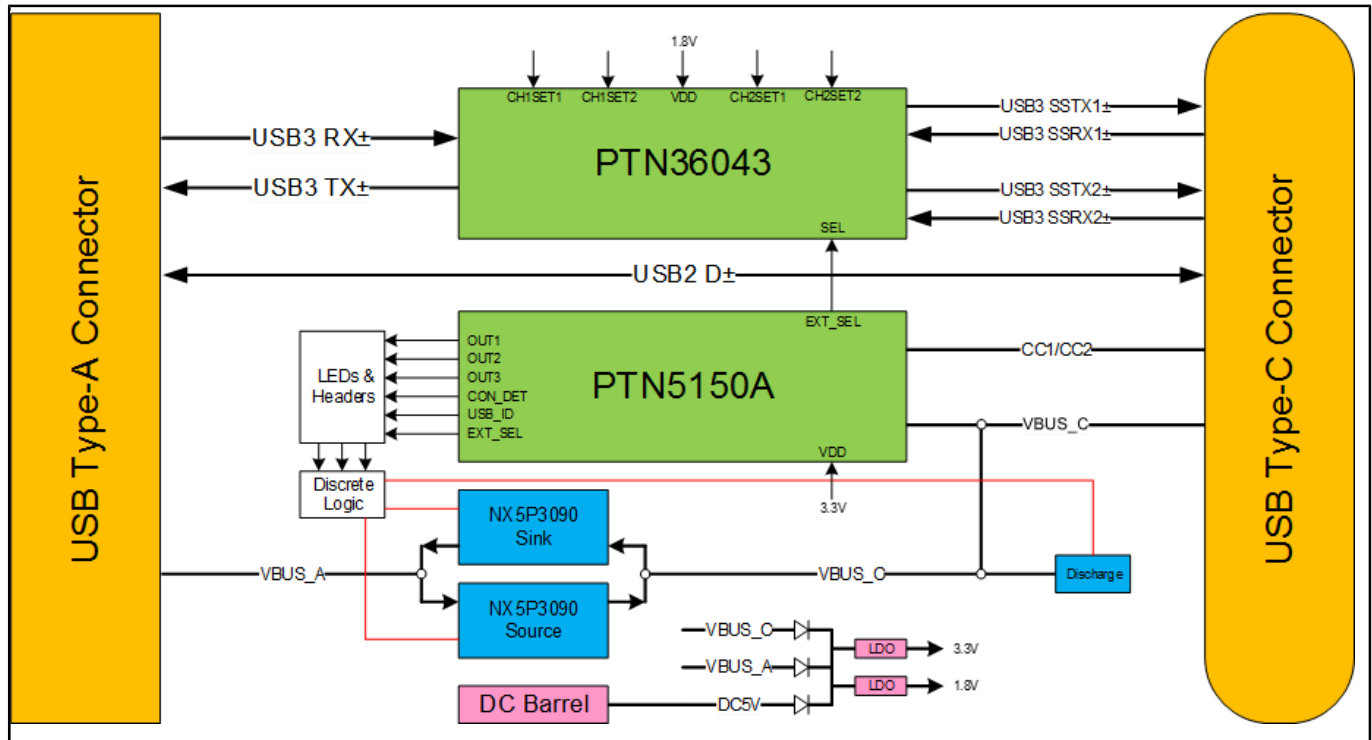 1.8V
CH1SET1
CH1SET2
VDD
CH2SET1
CH2SET2
USB3 RX±
USB3 TX±
PTN36043
USB3 SSTX1±
USB3 SSRX1±
USB3 SSTX2±
USB3 SSRX2±
SEL
USB Type-A Connector
USB Type-C Connector
USB2 D±
EXT_SEL
OUT1
OUT2
OUT3
CON_DET
USB_ID
EXT_SEL
LEDs &
Headers
PTN5150A
CC1/CC2
VBUS_C
VDD
3.3V
Discrete
Logic
NX5P3090
Sink
VBUS_A
VBUS_C
Discharge
NX5P3090
Source
VBUS_C
VBUS_A
DC Barrel
DC5V
LDO
3.3V
LDO
1.8V